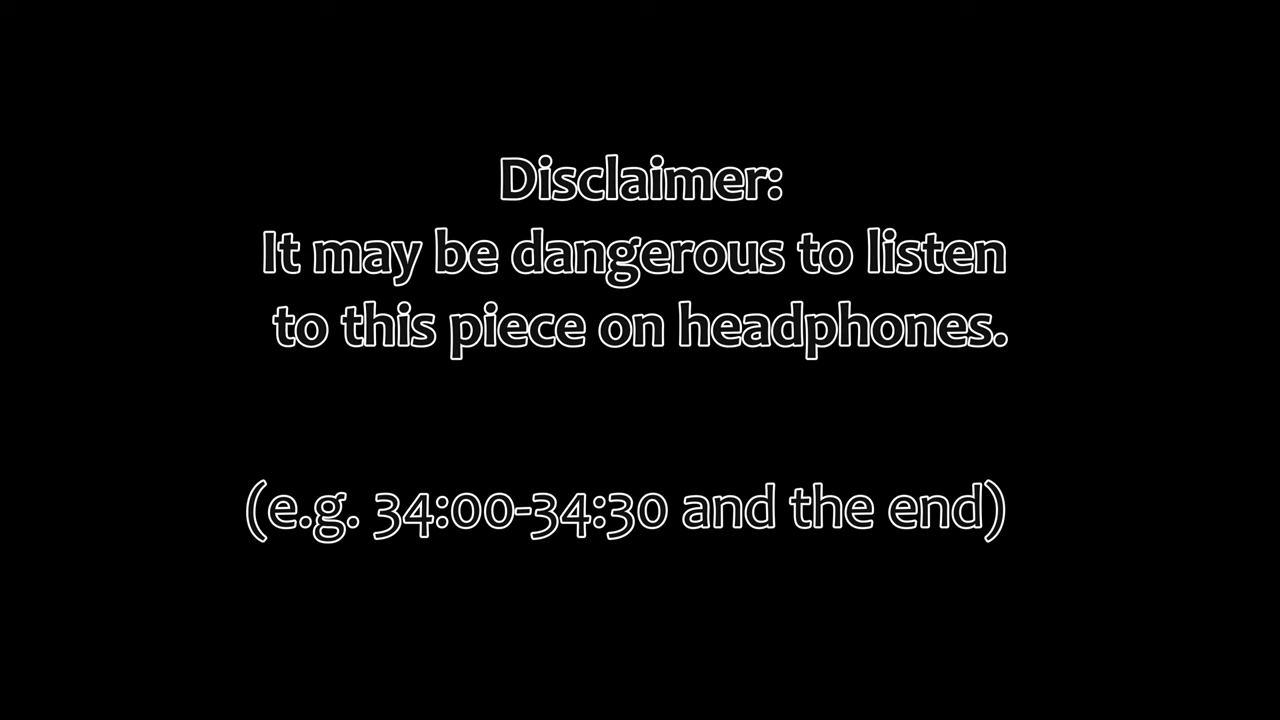 Disclaimer:
It may be dangerous to listen
to this piece on headphones.
(e.g. 34:00-34:30 and the end)